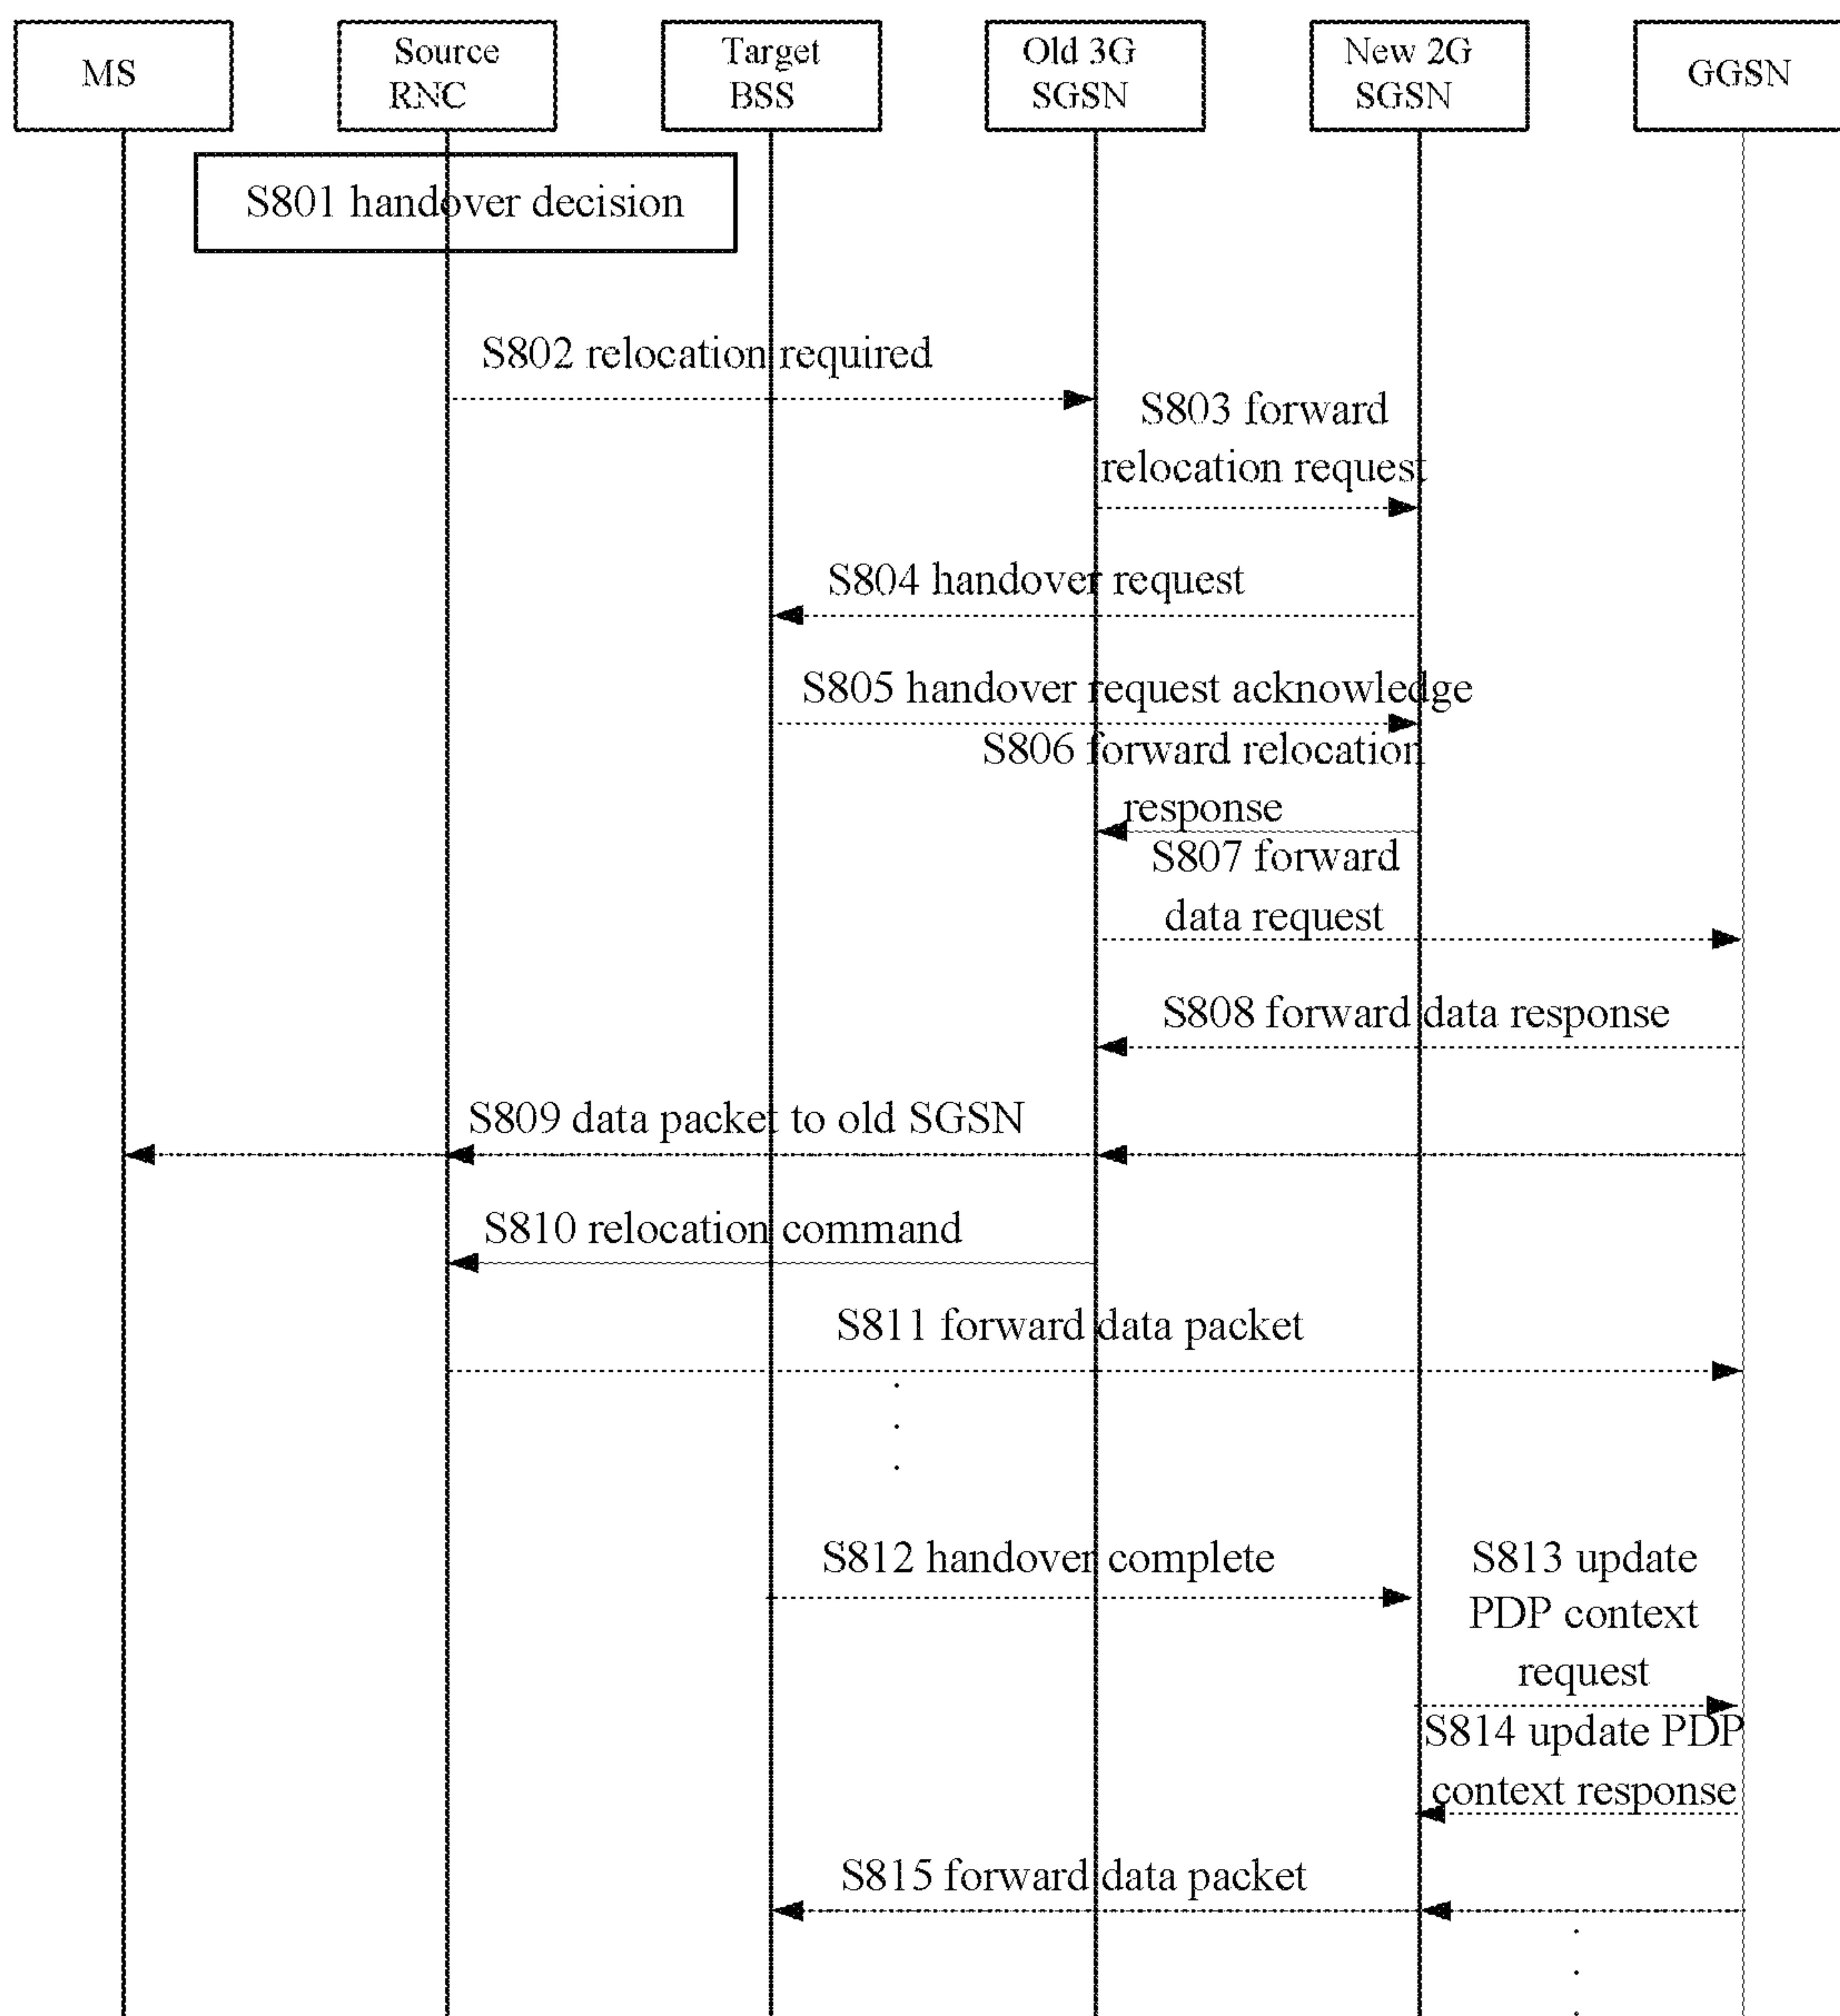 MS
Source
RNC
Target
BSS
Old 3G
SGSN
New 2G
SGSN
GGSN
S801 handover decision
S802 relocation required
S803 forward
relocation request
S804 handover request
S805 handover request acknowledge
S806 forward relocation
response
S807 forward
data request
S808 forward data response
S809 data packet to old SGSN
S810 relocation command
S811 forward data packet
S812 handover complete
S813 update
PDP context
request
S814 update PDP
context response
S815 forward data packet